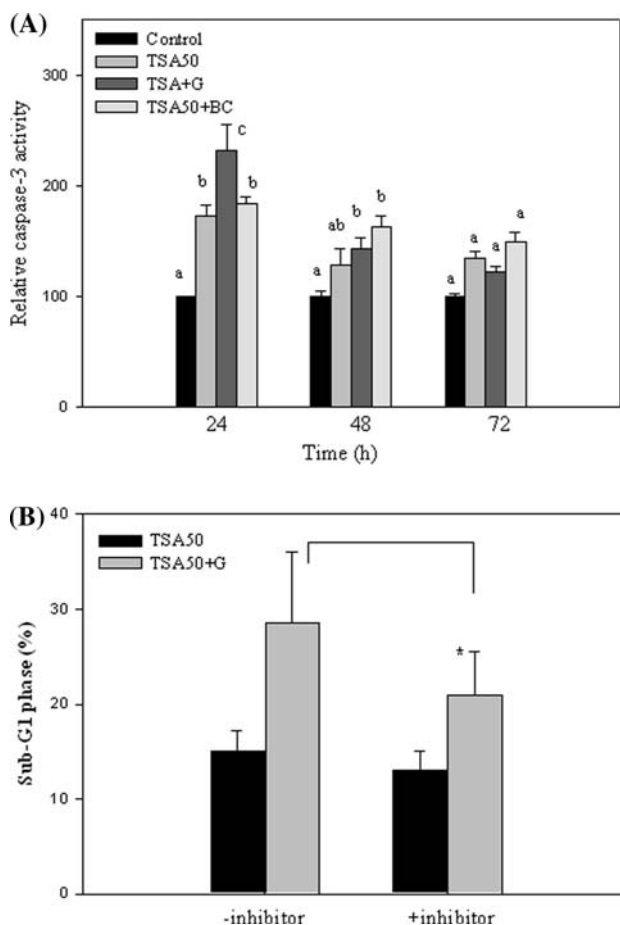 (A)
Control
TSA50
TSA+G
TSA50+BC
Relative caspase-3 activity
300
200
100
0
a b c b
a ab b b
a a a a
24 48 72
Time (h)
(B)
TSA50
TSA50+G
Sub-G1 phase (%)
40
30
20
10
0
*
-inhibitor +inhibitor